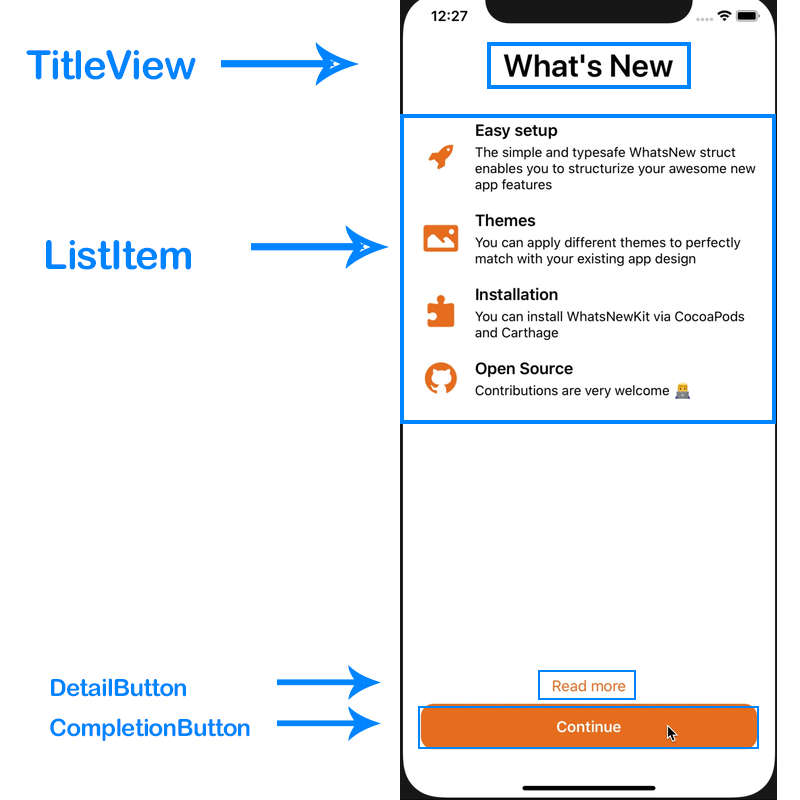 12:27
TitleView
What's New
ListItem
Easy setup
The simple and typesafe WhatsNew struct
enables you to structurize your awesome new
app features
Themes
You can apply different themes to perfectly
match with your existing app design
Installation
You can install WhatsNewKit via CocoaPods
and Carthage
Open Source
Contributions are very welcome 👨‍💻
DetailButton
Read more
CompletionButton
Continue